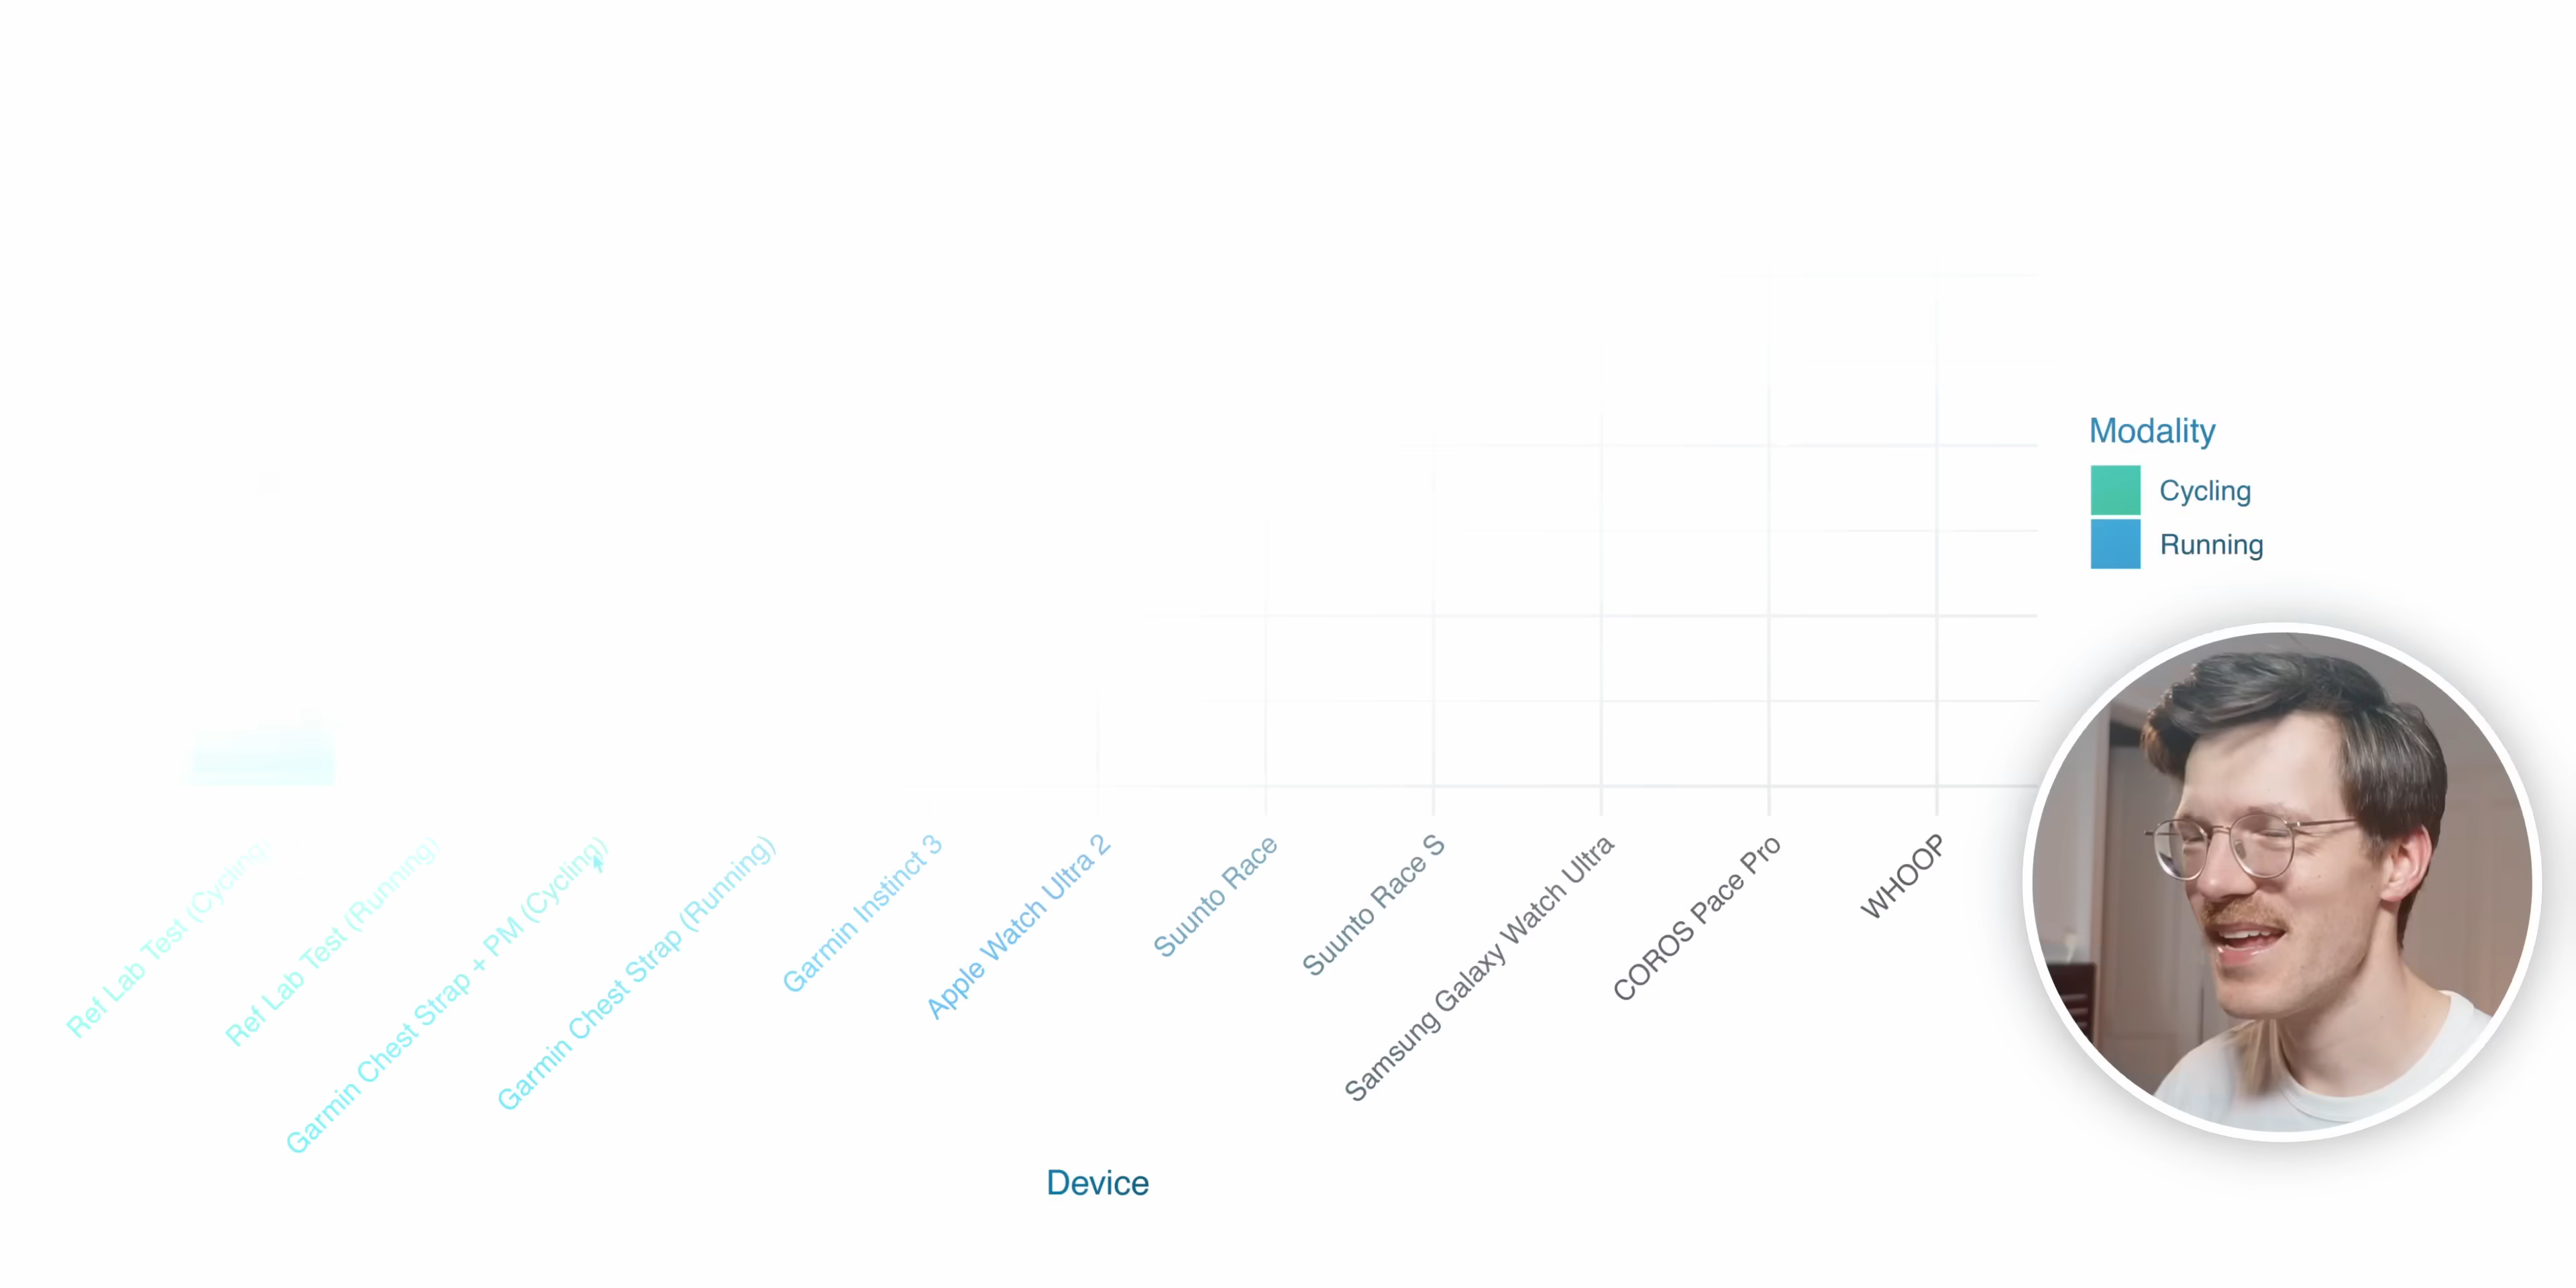 Modality
Cycling
Running
Ref Lab Test (Cycling)
Ref Lab Test (Running)
Garmin Chest Strap + PM (Cycling)
Garmin Chest Strap (Running)
Garmin Instinct 3
Apple Watch Ultra 2
Suunto Race
Suunto Race S
Samsung Galaxy Watch Ultra
COROS Pace Pro
WHOOP
Device